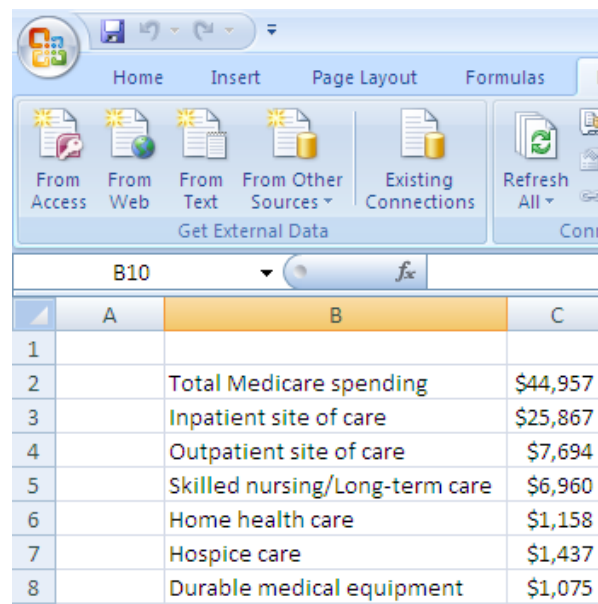 Home Insert Page Layout Formulas
From Access From Web From Text From Other Sources Existing Connections Refresh All
Get External Data
B10 fx
A B C
1
2 Total Medicare spending $44,957
3 Inpatient site of care $25,867
4 Outpatient site of care $7,694
5 Skilled nursing/Long-term care $6,960
6 Home health care $1,158
7 Hospice care $1,437
8 Durable medical equipment $1,075